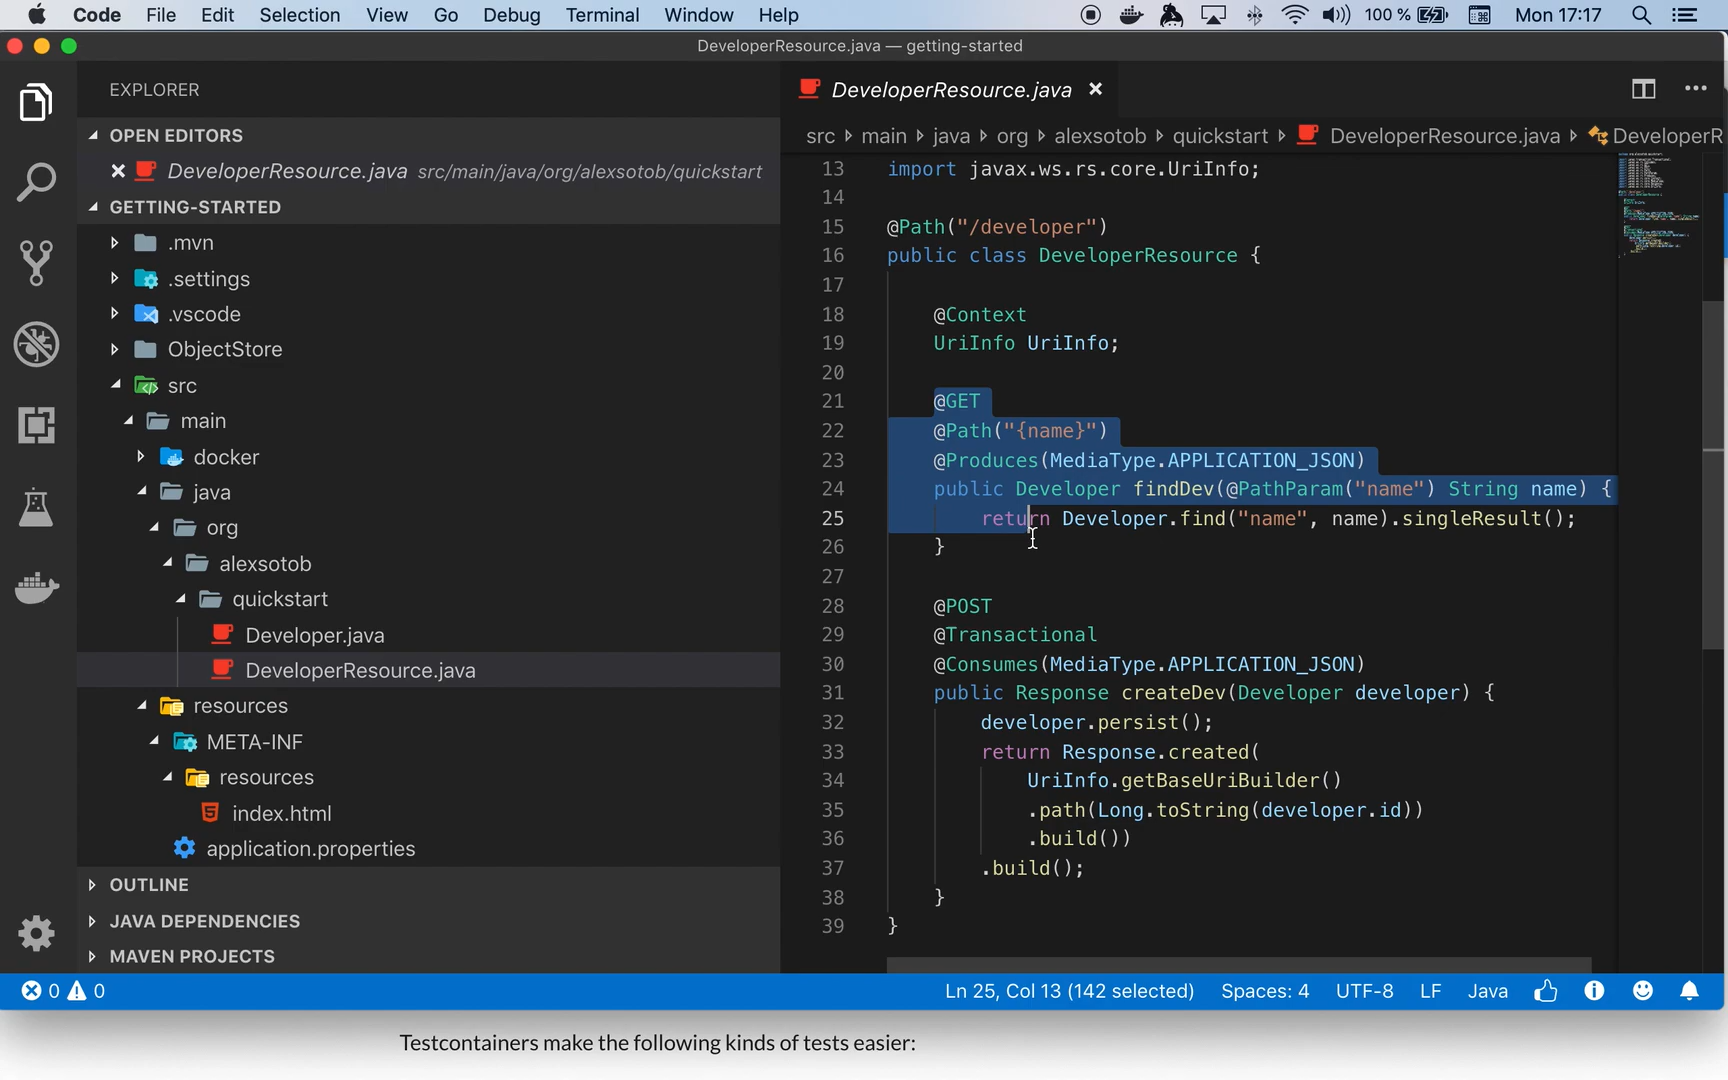 Code File Edit Selection View Go Debug Terminal Window Help 100 % Mon 17:17
DeveloperResource.java — getting-started
EXPLORER
OPEN EDITORS
DeveloperResource.java src/main/java/org/alexsotob/quickstart
GETTING-STARTED
.mvn
.settings
.vscode
ObjectStore
src
main
docker
java
org
alexsotob
quickstart
Developer.java
DeveloperResource.java
resources
META-INF
resources
index.html
application.properties
OUTLINE
JAVA DEPENDENCIES
MAVEN PROJECTS
DeveloperResource.java
src main java org alexsotob quickstart DeveloperResource.java DeveloperR
13 import javax.ws.rs.core.UriInfo;
14
15 @Path("/developer")
16 public class DeveloperResource {
17
18 @Context
19 UriInfo UriInfo;
20
21 @GET
22 @Path("{name}")
23 @Produces(MediaType.APPLICATION_JSON)
24 public Developer findDev(@PathParam("name") String name) {
25 return Developer.find("name", name).singleResult();
26 }
27
28 @POST
29 @Transactional
30 @Consumes(MediaType.APPLICATION_JSON)
31 public Response createDev(Developer developer) {
32 developer.persist();
33 return Response.created(
34 UriInfo.getBaseUriBuilder()
35 .path(Long.toString(developer.id))
36 .build())
37 .build();
38 }
39 }
0 0 Ln 25, Col 13 (142 selected) Spaces: 4 UTF-8 LF Java
Testcontainers make the following kinds of tests easier: